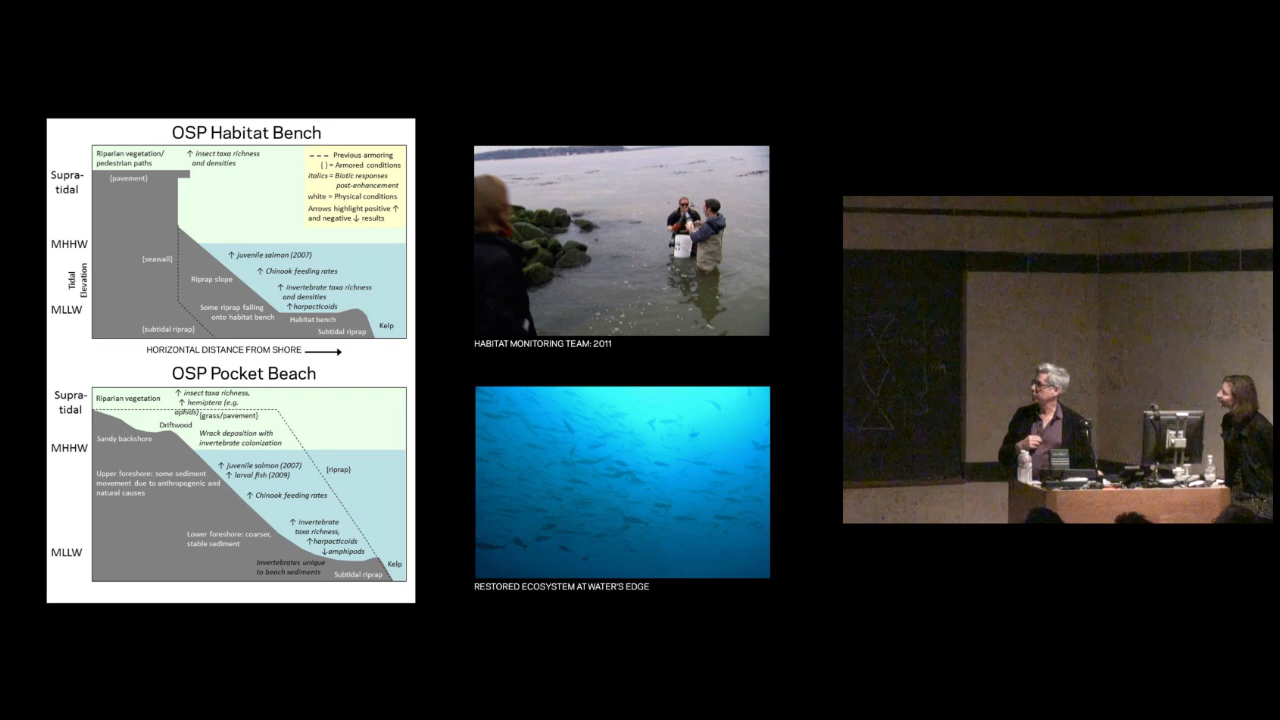 OSP Habitat Bench
Riparian vegetation/
pedestrian paths
↑ Insect taxa richness
and densities
--- Previous armoring
{ } = Armored conditions
italics = Biotic responses
post-enhancement
white = Physical conditions
Arrows highlight positive ↑
and negative ↓ results
Supra-
tidal
{pavement}
MHHW
{seawall}
↑ juvenile salmon (2007)
↑ Chinook feeding rates
Tidal
Elevation
Riprap slope
↑ Invertebrate taxa richness
and densities
↑ harpacticoids
MLLW
Some riprap falling
onto habitat bench
Habitat bench
Kelp
{subtidal riprap}
Subtidal riprap
HORIZONTAL DISTANCE FROM SHORE
OSP Pocket Beach
Supra-
tidal
Riparian vegetation
↑ insect taxa richness,
↑ hemiptera (e.g.
aphids)
{grass/pavement}
Driftwood
MHHW
Sandy backshore
Wrack deposition with
invertebrate colonization
Upper foreshore: some sediment
movement due to anthropogenic and
natural causes
↑ juvenile salmon (2007)
↑ larval fish (2009)
{riprap}
↑ Chinook feeding rates
Lower foreshore: coarser,
stable sediment
↑ Invertebrate
taxa richness,
↑harpacticoids
↓amphipods
MLLW
Invertebrates unique
to beach sediments
Kelp
Subtidal riprap
HABITAT MONITORING TEAM: 2011
RESTORED ECOSYSTEM AT WATER'S EDGE